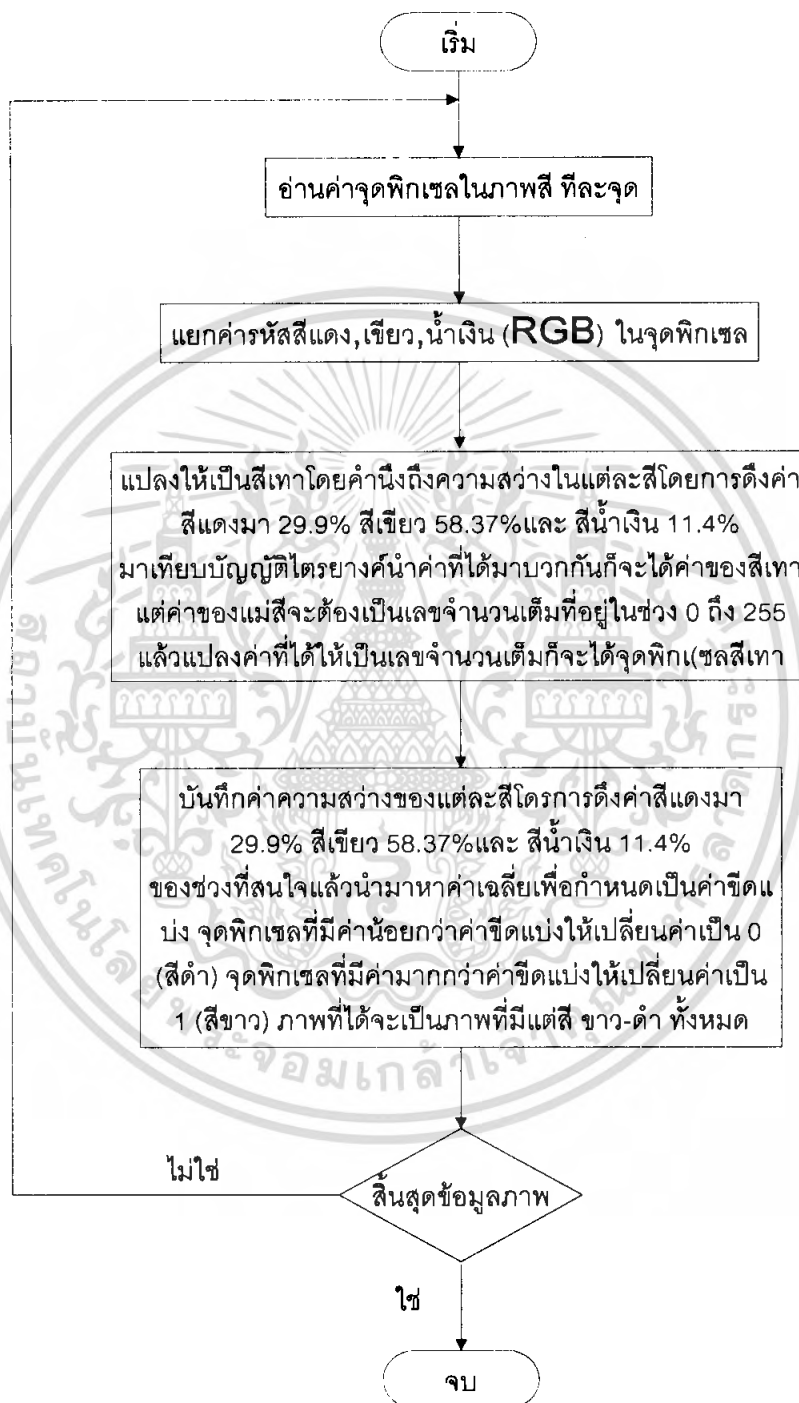 เริ่ม
อ่านค่าจุดพิกเซลในภาพสี ทีละจุด
แยกค่ารหัสสีแดง,เขียว,น้ำเงิน (RGB) ในจุดพิกเซล
แปลงให้เป็นสีเทาโดยคำนึงถึงความสว่างในแต่ละสีโดยการดึงค่า
สีแดงมา 29.9% สีเขียว 58.37%และ สีน้ำเงิน 11.4%
มาเทียบบัญญัติไตรยางค์นำค่าที่ได้มาบวกกันก็จะได้ค่าของสีเทา
แต่ค่าของแม่สีจะต้องเป็นเลขจำนวนเต็มที่อยู่ในช่วง 0 ถึง 255
แล้วแปลงค่าที่ได้ให้เป็นเลขจำนวนเต็มก็จะได้จุดพิกเ(ซลสีเทา
บันทึกค่าความสว่างของแต่ละสีโดรการดึงค่าสีแดงมา
29.9% สีเขียว 58.37%และ สีน้ำเงิน 11.4%
ของช่วงที่สนใจแล้วนำมาหาค่าเฉลี่ยเพื่อกำหนดเป็นค่าขีดแ
บ่ง จุดพิกเซลที่มีค่าน้อยกว่าค่าขีดแบ่งให้เปลี่ยนค่าเป็น 0
(สีดำ) จุดพิกเซลที่มีค่ามากกว่าค่าขีดแบ่งให้เปลี่ยนค่าเป็น
1 (สีขาว) ภาพที่ได้จะเป็นภาพที่มีแต่สี ขาว-ดำ ทั้งหมด
ไม่ใช่
สิ้นสุดข้อมูลภาพ
ใช่
จบ